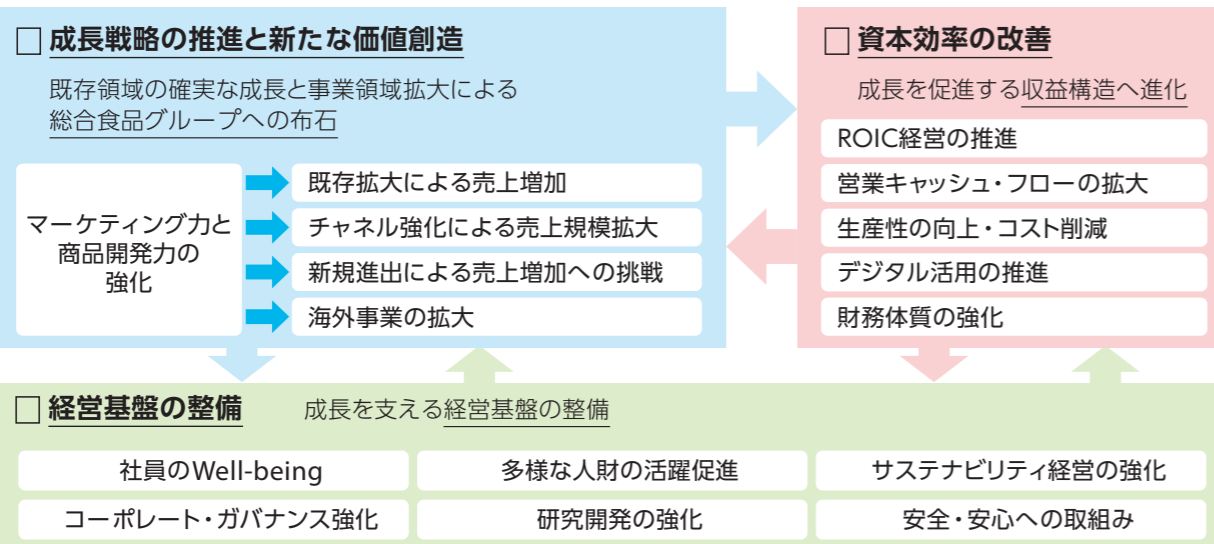 □ 成長戦略の推進と新たな価値創造
既存領域の確実な成長と事業領域拡大による
総合食品グループへの布石
マーケティング力と
商品開発力の
強化
既存拡大による売上増加
チャネル強化による売上規模拡大
新規進出による売上増加への挑戦
海外事業の拡大
□ 資本効率の改善
成長を促進する収益構造へ進化
ROIC経営の推進
営業キャッシュ・フローの拡大
生産性の向上・コスト削減
デジタル活用の推進
財務体質の強化
□ 経営基盤の整備 成長を支える経営基盤の整備
社員のWell-being 多様な人財の活躍促進 サステナビリティ経営の強化
コーポレート・ガバナンス強化 研究開発の強化 安全・安心への取組み